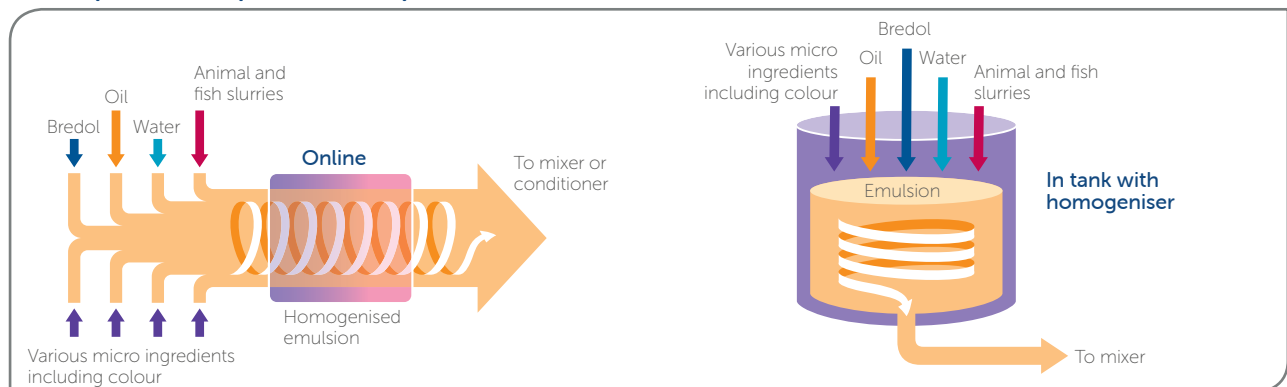 Animal and
fish slurries
Oil
Bredol
Water
Online
To mixer or
conditioner
Homogenised
emulsion
Various micro ingredients
including colour
Bredol
Various micro
ingredients
including colour
Oil
Water
Animal and fish
slurries
Emulsion
In tank with
homogeniser
To mixer